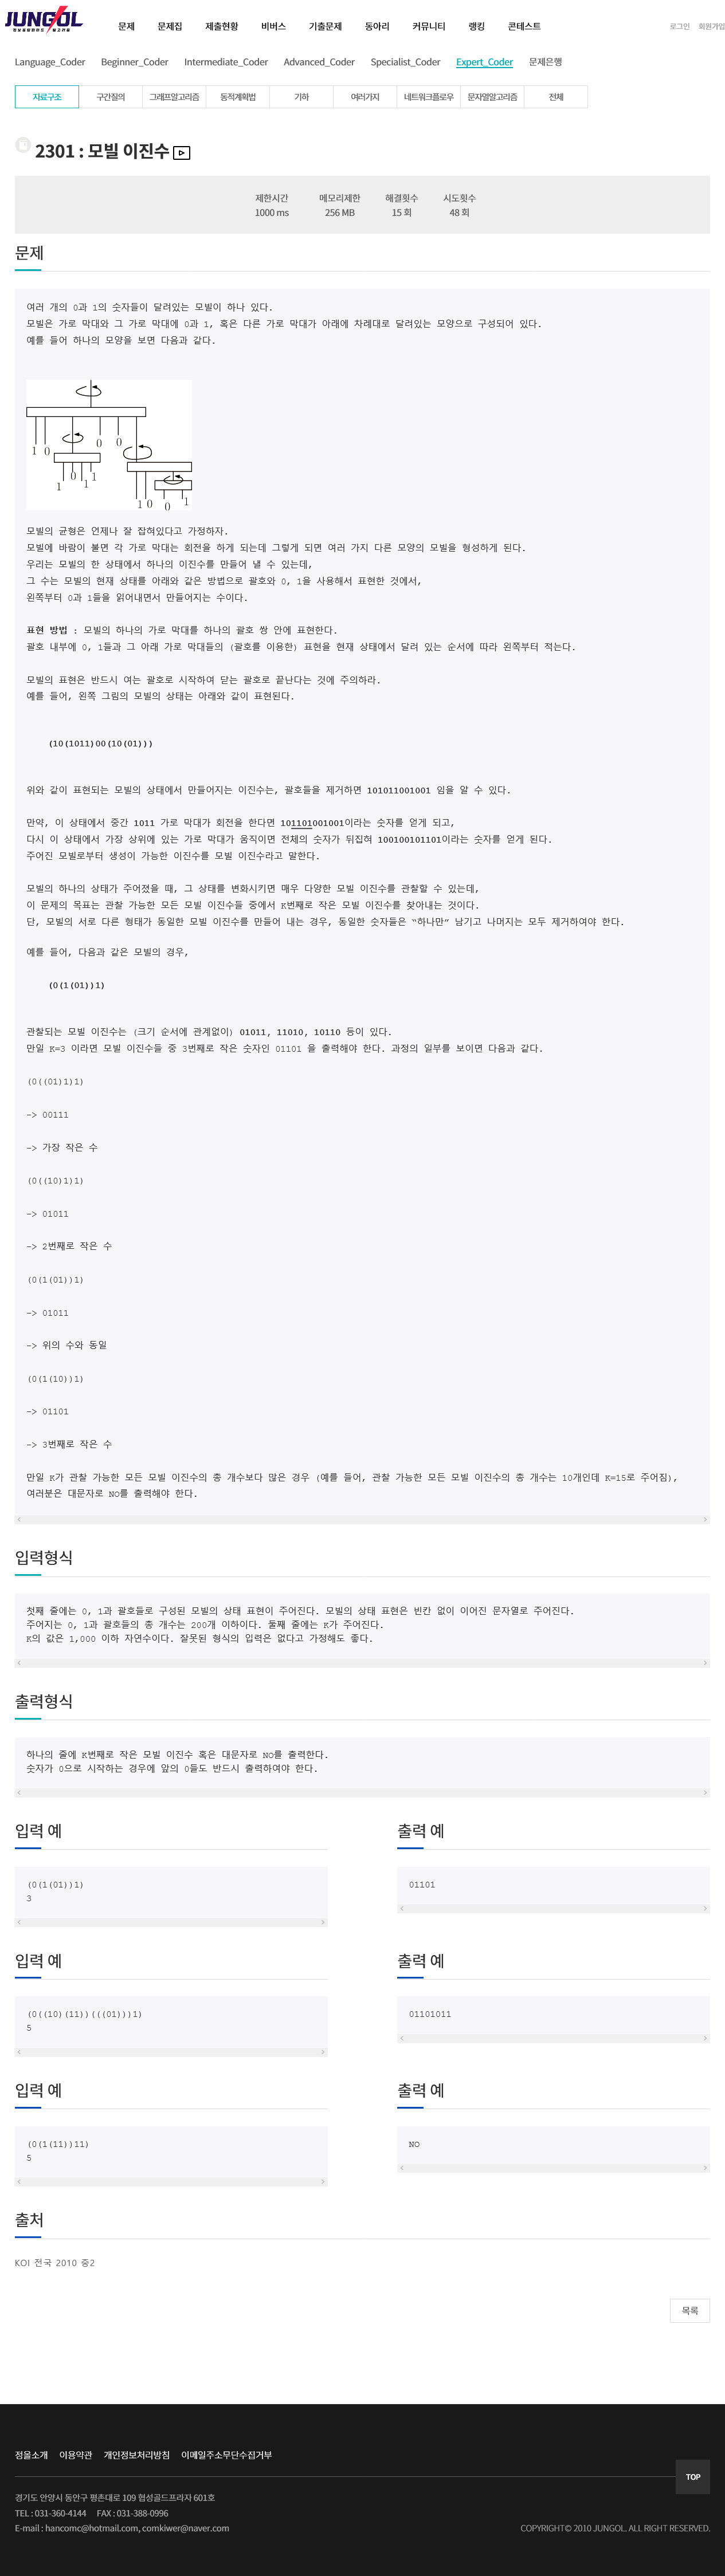 JUNGOL
정보올림피아드 & 알고리즘
문제 문제집 제출현황 비버스 기출문제 동아리 커뮤니티 랭킹 콘테스트
로그인 회원가입
Language_Coder Beginner_Coder Intermediate_Coder Advanced_Coder Specialist_Coder Expert_Coder 문제은행
자료구조 구간질의 그래프알고리즘 동적계획법 기하 여러가지 네트워크플로우 문자열알고리즘 전체
2301 : 모빌 이진수
제한시간 메모리제한 해결횟수 시도횟수
1000 ms 256 MB 15 회 48 회
문제
여러 개의 0과 1의 숫자들이 달려있는 모빌이 하나 있다.
모빌은 가로 막대와 그 가로 막대에 0과 1, 혹은 다른 가로 막대가 아래에 차례대로 달려있는 모양으로 구성되어 있다.
예를 들어 하나의 모양을 보면 다음과 같다.
1 0 0 0
1 0 1 1
1 0 0 1
모빌의 균형은 언제나 잘 잡혀있다고 가정하자.
모빌에 바람이 불면 각 가로 막대는 회전을 하게 되는데 그렇게 되면 여러 가지 다른 모양의 모빌을 형성하게 된다.
우리는 모빌의 한 상태에서 하나의 이진수를 만들어 낼 수 있는데,
그 수는 모빌의 현재 상태를 아래와 같은 방법으로 괄호와 0, 1을 사용해서 표현한 것에서,
왼쪽부터 0과 1들을 읽어내면서 만들어지는 수이다.
표현 방법 : 모빌의 하나의 가로 막대를 하나의 괄호 쌍 안에 표현한다.
괄호 내부에 0, 1들과 그 아래 가로 막대들의 (괄호를 이용한) 표현을 현재 상태에서 달려 있는 순서에 따라 왼쪽부터 적는다.
모빌의 표현은 반드시 여는 괄호로 시작하여 닫는 괄호로 끝난다는 것에 주의하라.
예를 들어, 왼쪽 그림의 모빌의 상태는 아래와 같이 표현된다.
(10(1011)00(10(01)))
위와 같이 표현되는 모빌의 상태에서 만들어지는 이진수는, 괄호들을 제거하면 101011001001 임을 알 수 있다.
만약, 이 상태에서 중간 1011 가로 막대가 회전을 한다면 101101001001이라는 숫자를 얻게 되고,
다시 이 상태에서 가장 상위에 있는 가로 막대가 움직이면 전체의 숫자가 뒤집혀 100100101101이라는 숫자를 얻게 된다.
주어진 모빌로부터 생성이 가능한 이진수를 모빌 이진수라고 말한다.
모빌의 하나의 상태가 주어졌을 때, 그 상태를 변화시키면 매우 다양한 모빌 이진수를 관찰할 수 있는데,
이 문제의 목표는 관찰 가능한 모든 모빌 이진수들 중에서 K번째로 작은 모빌 이진수를 찾아내는 것이다.
단, 모빌의 서로 다른 형태가 동일한 모빌 이진수를 만들어 내는 경우, 동일한 숫자들은 “하나만” 남기고 나머지는 모두 제거하여야 한다.
예를 들어, 다음과 같은 모빌의 경우,
(0(1(01))1)
관찰되는 모빌 이진수는 (크기 순서에 관계없이) 01011, 11010, 10110 등이 있다.
만일 K=3 이라면 모빌 이진수들 중 3번째로 작은 숫자인 01101 을 출력해야 한다. 과정의 일부를 보이면 다음과 같다.
(0((01)1)1)
-> 00111
-> 가장 작은 수
(0((10)1)1)
-> 01011
-> 2번째로 작은 수
(0(1(01))1)
-> 01011
-> 위의 수와 동일
(0(1(10))1)
-> 01101
-> 3번째로 작은 수
만일 K가 관찰 가능한 모든 모빌 이진수의 총 개수보다 많은 경우 (예를 들어, 관찰 가능한 모든 모빌 이진수의 총 개수는 10개인데 K=15로 주어짐),
여러분은 대문자로 NO를 출력해야 한다.
입력형식
첫째 줄에는 0, 1과 괄호들로 구성된 모빌의 상태 표현이 주어진다. 모빌의 상태 표현은 빈칸 없이 이어진 문자열로 주어진다.
주어지는 0, 1과 괄호들의 총 개수는 200개 이하이다. 둘째 줄에는 K가 주어진다.
K의 값은 1,000 이하 자연수이다. 잘못된 형식의 입력은 없다고 가정해도 좋다.
출력형식
하나의 줄에 K번째로 작은 모빌 이진수 혹은 대문자로 NO를 출력한다.
숫자가 0으로 시작하는 경우에 앞의 0들도 반드시 출력하여야 한다.
입력 예
(0(1(01))1)
3
출력 예
01101
입력 예
(0((10)(11))(((01)))1)
5
출력 예
01101011
입력 예
(0(1(11))11)
5
출력 예
NO
출처
KOI 전국 2010 중2
목록
정올소개 이용약관 개인정보처리방침 이메일주소무단수집거부
TOP
경기도 안양시 동안구 평촌대로 109 협성골드프라자 601호
TEL : 031-360-4144 FAX : 031-388-0996
E-mail : hancomc@hotmail.com, comkiwer@naver.com
COPYRIGHT© 2010 JUNGOL. ALL RIGHT RESERVED.